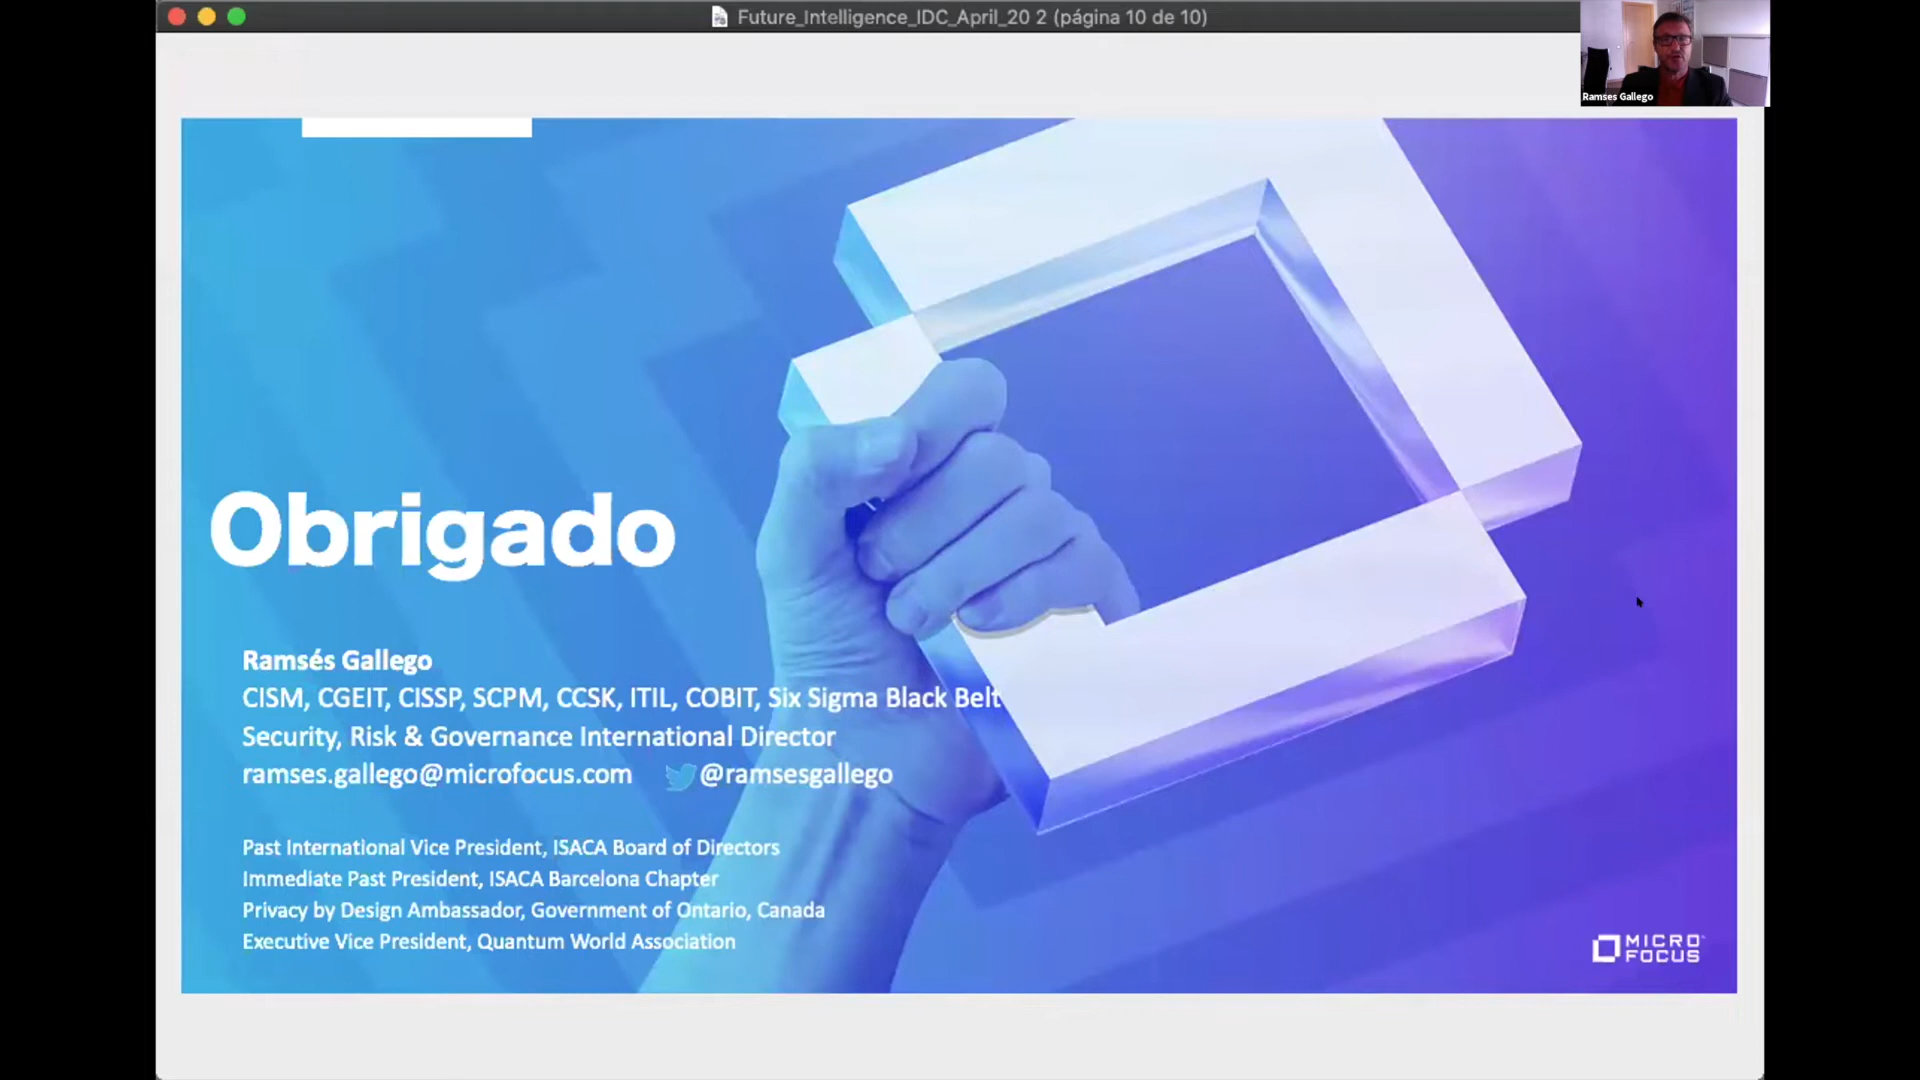 Future_Intelligence_IDC_April_20 2 (página 10 de 10)
Ramses Gallego
Obrigado
Ramsés Gallego
CISM, CGEIT, CISSP, SCPM, CCSK, ITIL, COBIT, Six Sigma Black Belt
Security, Risk & Governance International Director
ramses.gallego@microfocus.com @ramsesgallego
Past International Vice President, ISACA Board of Directors
Immediate Past President, ISACA Barcelona Chapter
Privacy by Design Ambassador, Government of Ontario, Canada
Executive Vice President, Quantum World Association
MICRO
FOCUS